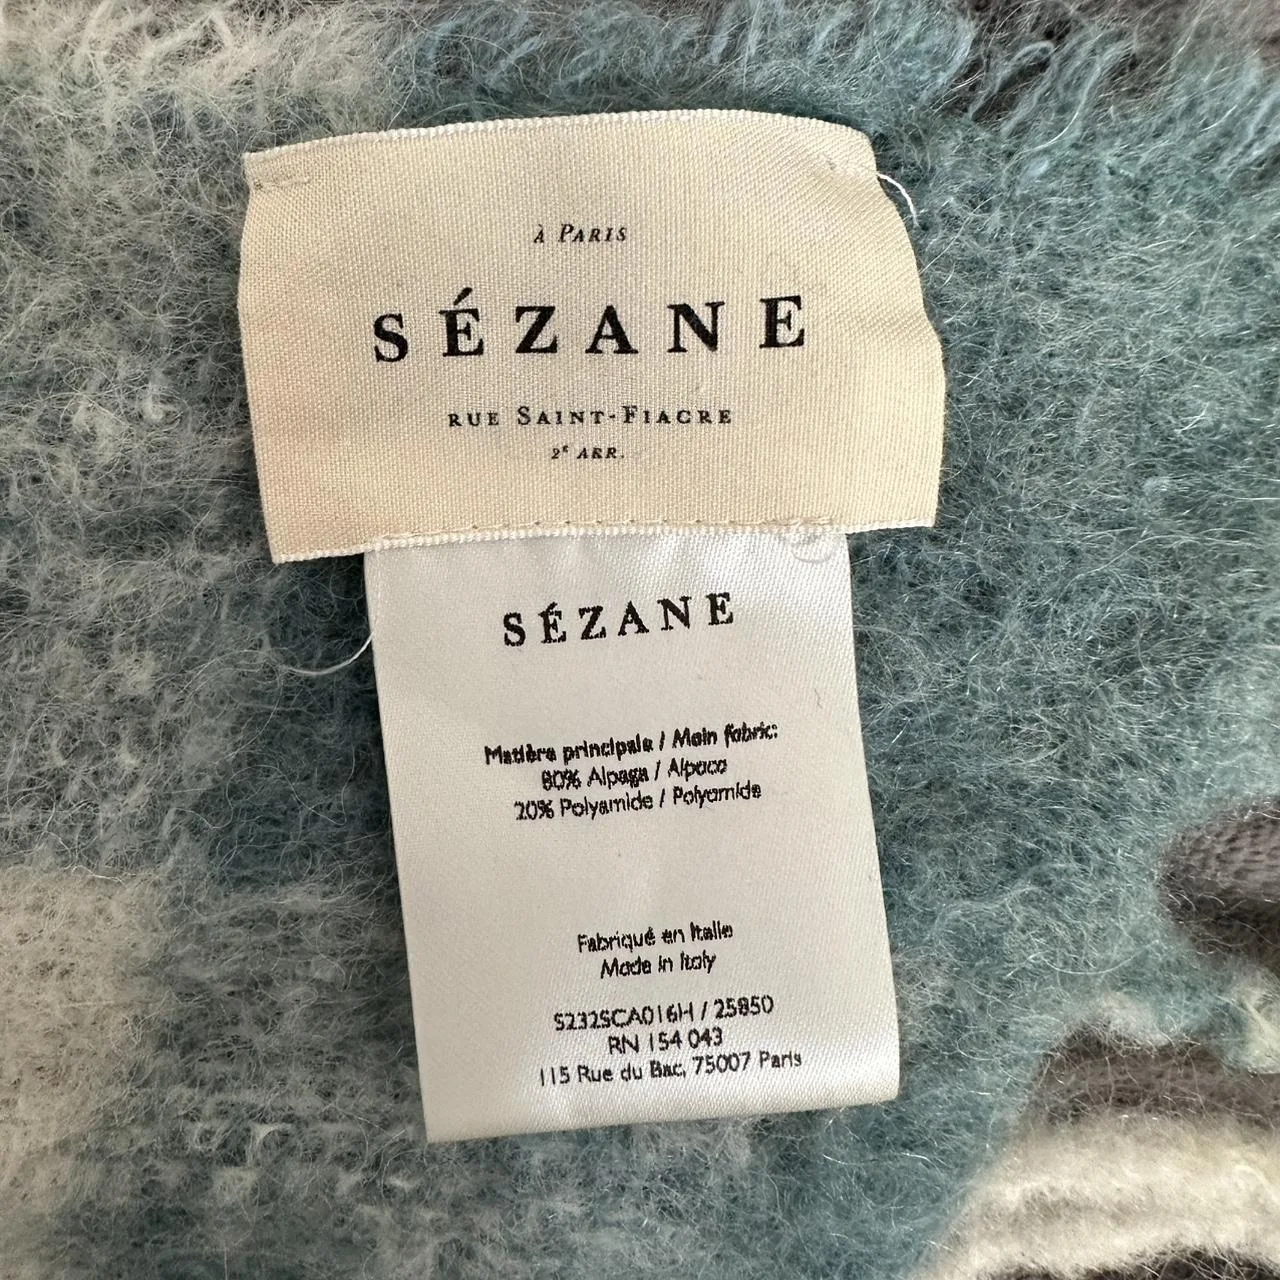 À PARIS
SÉZANE
RUE SAINT-FIACRE
2ᵉ ARR.
SÉZANE
Matière principale / Main fabric:
80% Alpaga / Alpaca
20% Polyamide / Polyamide
Fabriqué en Italie
Made in Italy
S232SCA016H / 25850
RN 154 043
115 Rue du Bac, 75007 Paris